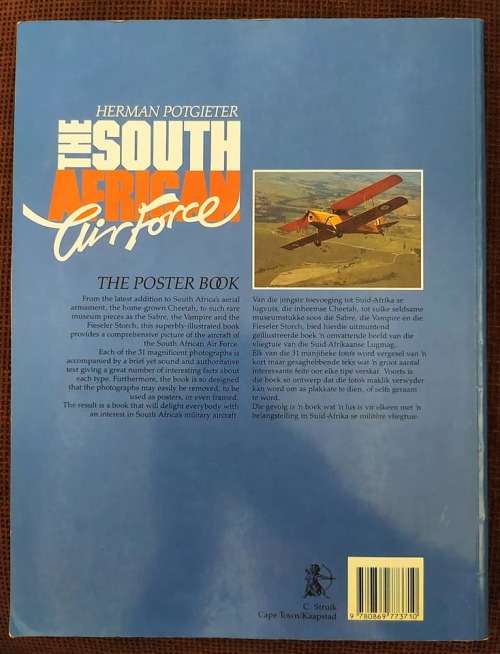 HERMAN POTGIETER
THE SOUTH
AFRICAN
Air Force
THE POSTER BOOK
From the latest addition to South Africa's aerial
armament, the home-grown Cheetah, to such rare
museum pieces as the Sabre, the Vampire and the
Fieseler Storch, this superbly-illustrated book
provides a comprehensive picture of the aircraft of
the South African Air Force.
Each of the 31 magnificent photographs is
accompanied by a brief yet sound and authoritative
text giving a great number of interesting facts about
each type. Furthermore, the book is so designed
that the photographs may easily be removed, to be
used as posters, or even framed.
The result is a book that will delight everybody with
an interest in South Africa's military aircraft.
Van die jongste toevoeging tot Suid-Afrika se
lugvuis, die inheemse Cheetah, tot sulke seldsame
museumstukke soos die Sabre, die Vampire en die
Fieseler Storch, bied hierdie uitmuntend
geïllustreerde boek 'n omvattende beeld van die
vliegtuie van die Suid-Afrikaanse Lugmag.
Elk van die 31 manjifieke foto's word vergesel van 'n
kort maar gesaghebbende teks wat 'n groot aantal
interessante feite oor elke tipe verskaf. Voorts is
die boek so ontwerp dat die foto's maklik verwyder
kan word om as plakkate te dien, of selfs geraam
te word.
Die gevolg is 'n boek wat 'n lus is vir elkeen met 'n
belangstelling in Suid-Afrika se militêre vliegtuie.
C. Struik
Cape Town/Kaapstad
9 780869 773710